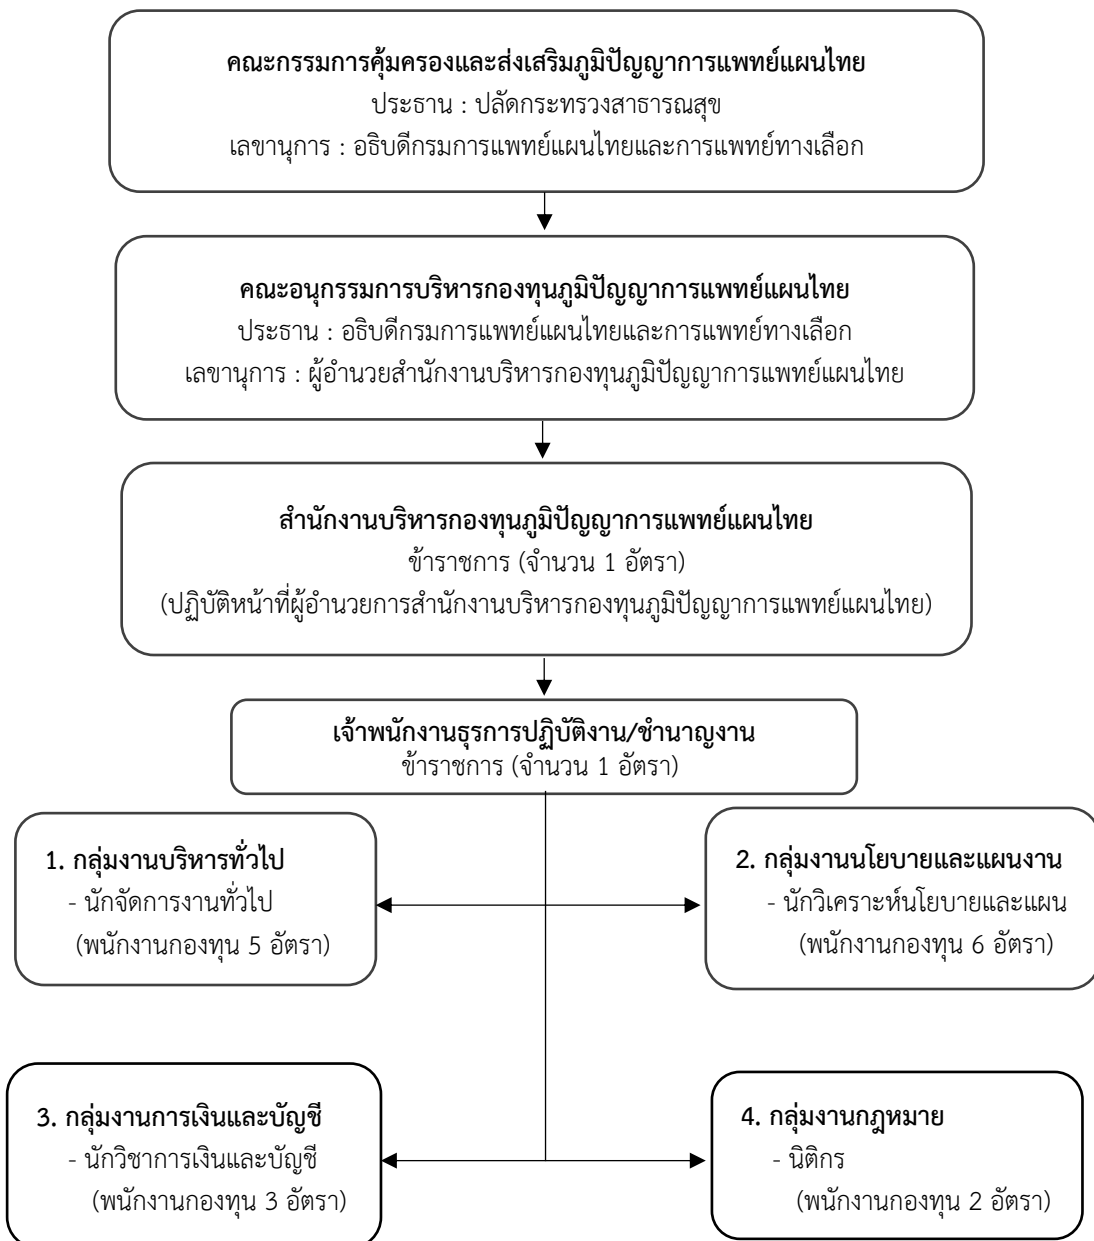 คณะกรรมการคุ้มครองและส่งเสริมภูมิปัญญาการแพทย์แผนไทย
ประธาน : ปลัดกระทรวงสาธารณสุข
เลขานุการ : อธิบดีกรมการแพทย์แผนไทยและการแพทย์ทางเลือก
คณะอนุกรรมการบริหารกองทุนภูมิปัญญาการแพทย์แผนไทย
ประธาน : อธิบดีกรมการแพทย์แผนไทยและการแพทย์ทางเลือก
เลขานุการ : ผู้อำนวยสำนักงานบริหารกองทุนภูมิปัญญาการแพทย์แผนไทย
สำนักงานบริหารกองทุนภูมิปัญญาการแพทย์แผนไทย
ข้าราชการ (จำนวน 1 อัตรา)
(ปฏิบัติหน้าที่ผู้อำนวยการสำนักงานบริหารกองทุนภูมิปัญญาการแพทย์แผนไทย)
เจ้าพนักงานธุรการปฏิบัติงาน/ชำนาญงาน
ข้าราชการ (จำนวน 1 อัตรา)
1. กลุ่มงานบริหารทั่วไป
- นักจัดการงานทั่วไป
(พนักงานกองทุน 5 อัตรา)
2. กลุ่มงานนโยบายและแผนงาน
- นักวิเคราะห์นโยบายและแผน
(พนักงานกองทุน 6 อัตรา)
3. กลุ่มงานการเงินและบัญชี
- นักวิชาการเงินและบัญชี
(พนักงานกองทุน 3 อัตรา)
4. กลุ่มงานกฎหมาย
- นิติกร
(พนักงานกองทุน 2 อัตรา)